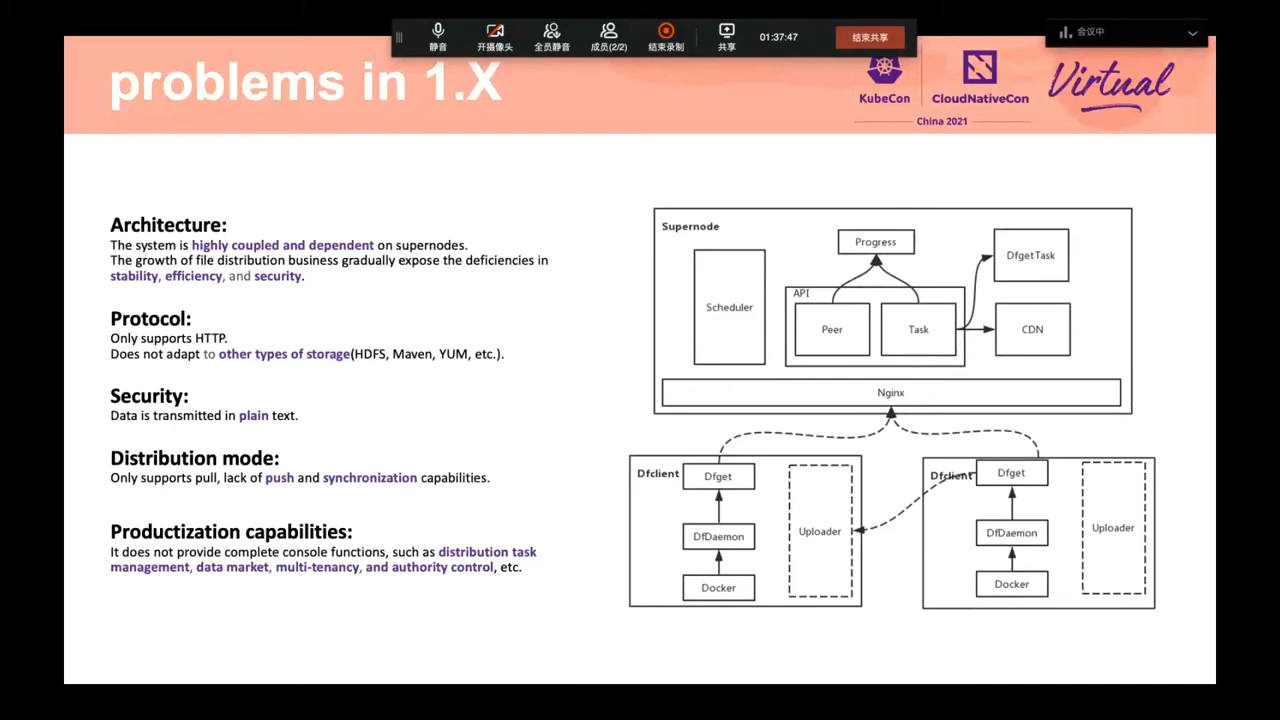 静音
开摄像头
全员静音
成员(2/2)
结束录制
共享
01:37:47
结束共享
会议中
problems in 1.X
KubeCon
CloudNativeCon
China 2021
Virtual
Architecture:
The system is highly coupled and dependent on supernodes.
The growth of file distribution business gradually expose the deficiencies in
stability, efficiency, and security.
Protocol:
Only supports HTTP.
Does not adapt to other types of storage(HDFS, Maven, YUM, etc.).
Security:
Data is transmitted in plain text.
Distribution mode:
Only supports pull, lack of push and synchronization capabilities.
Productization capabilities:
It does not provide complete console functions, such as distribution task
management, data market, multi-tenancy, and authority control, etc.
Supernode
Progress
DfgetTask
API
Scheduler
Peer
Task
CDN
Nginx
Dfclient
Dfget
DfDaemon
Docker
Uploader
Dfclient
Dfget
DfDaemon
Docker
Uploader